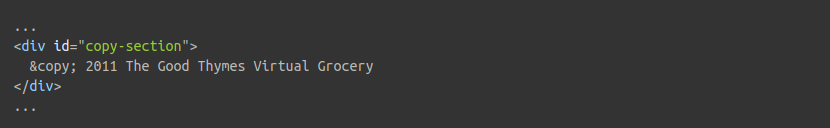 ...
<div id="copy-section">
  &copy; 2011 The Good Thymes Virtual Grocery
</div>
...